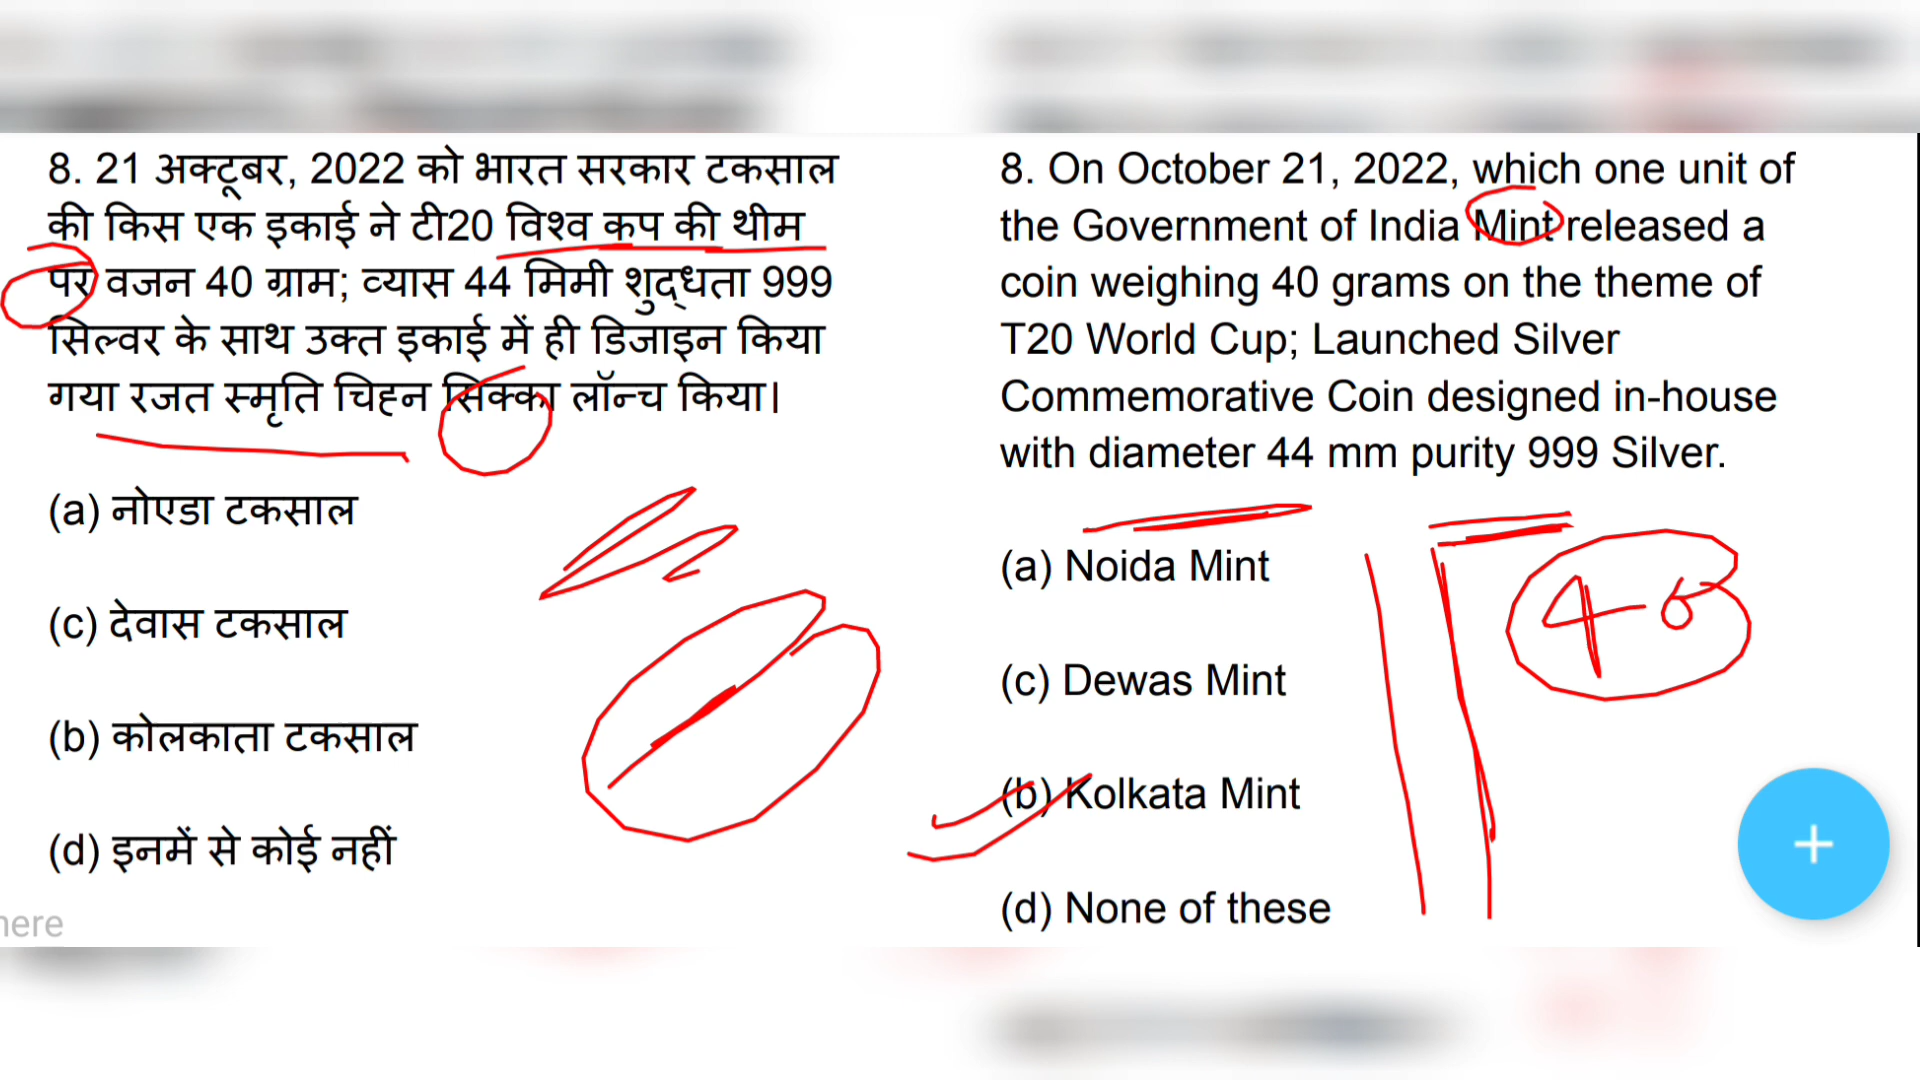 8. 21 अक्टूबर, 2022 को भारत सरकार टकसाल
की किस एक इकाई ने टी20 विश्व कप की थीम
पर वजन 40 ग्राम; व्यास 44 मिमी शुद्धता 999
सिल्वर के साथ उक्त इकाई में ही डिजाइन किया
गया रजत स्मृति चिह्न सिक्का लॉन्च किया।
(a) नोएडा टकसाल
(c) देवास टकसाल
(b) कोलकाता टकसाल
(d) इनमें से कोई नहीं
here
8. On October 21, 2022, which one unit of
the Government of India Mint released a
coin weighing 40 grams on the theme of
T20 World Cup; Launched Silver
Commemorative Coin designed in-house
with diameter 44 mm purity 999 Silver.
(a) Noida Mint
(c) Dewas Mint
(b) Kolkata Mint
(d) None of these
40
+